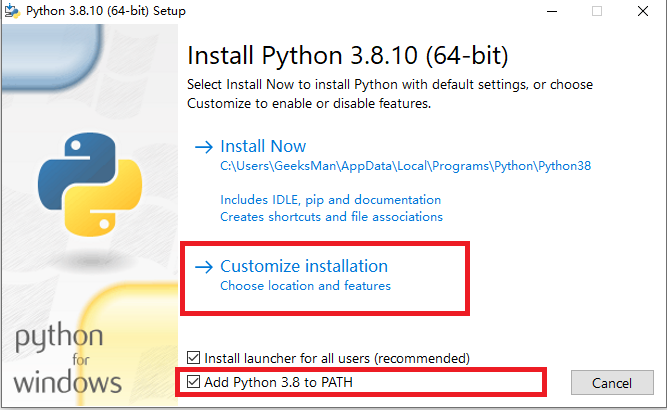 Python 3.8.10 (64-bit) Setup
Install Python 3.8.10 (64-bit)
Select Install Now to install Python with default settings, or choose
Customize to enable or disable features.
Install Now
C:\Users\GeeksMan\AppData\Local\Programs\Python\Python38
Includes IDLE, pip and documentation
Creates shortcuts and file associations
Customize installation
Choose location and features
python
for
windows
Install launcher for all users (recommended)
Add Python 3.8 to PATH
Cancel